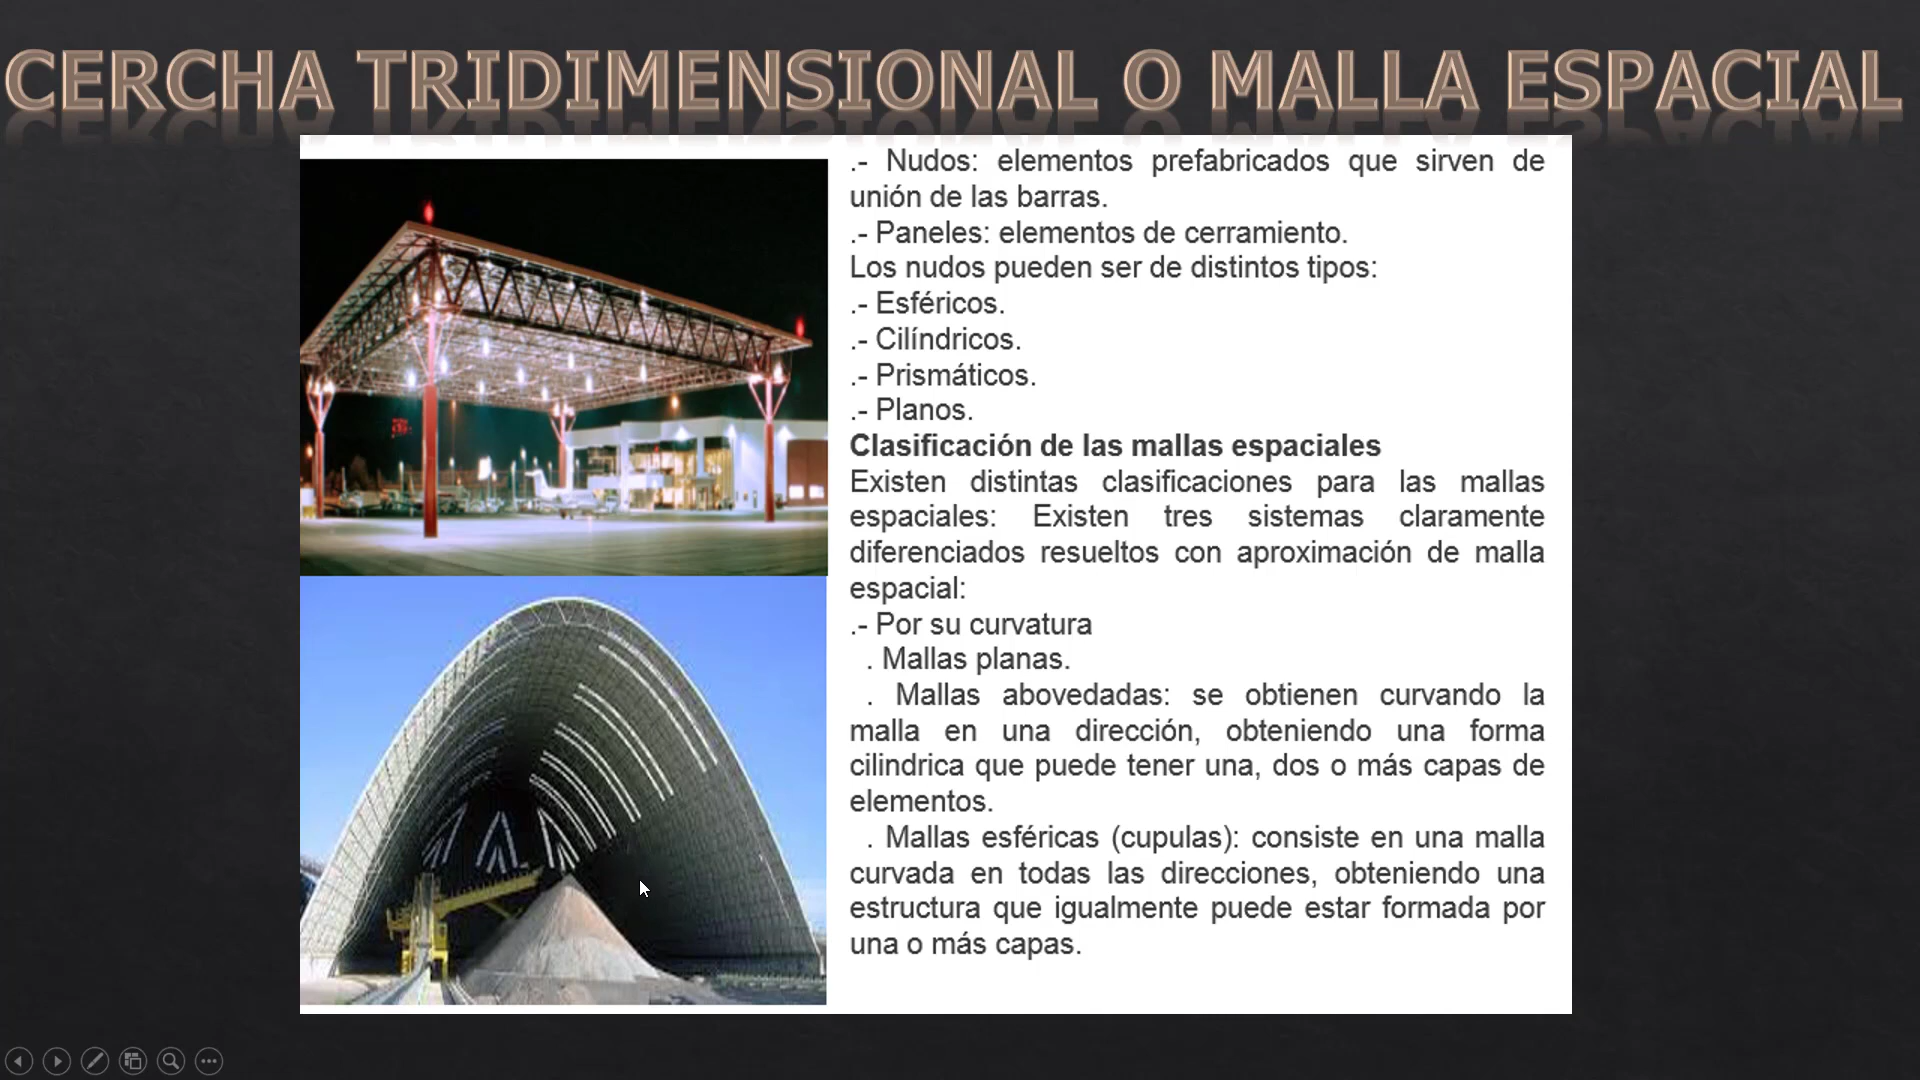 CERCHA TRIDIMENSIONAL O MALLA ESPACIAL
.- Nudos: elementos prefabricados que sirven de
unión de las barras.
.- Paneles: elementos de cerramiento.
Los nudos pueden ser de distintos tipos:
.- Esféricos.
.- Cilíndricos.
.- Prismáticos.
.- Planos.
Clasificación de las mallas espaciales
Existen distintas clasificaciones para las mallas
espaciales: Existen tres sistemas claramente
diferenciados resueltos con aproximación de malla
espacial:
.- Por su curvatura
. Mallas planas.
. Mallas abovedadas: se obtienen curvando la
malla en una dirección, obteniendo una forma
cilindrica que puede tener una, dos o más capas de
elementos.
. Mallas esféricas (cupulas): consiste en una malla
curvada en todas las direcciones, obteniendo una
estructura que igualmente puede estar formada por
una o más capas.